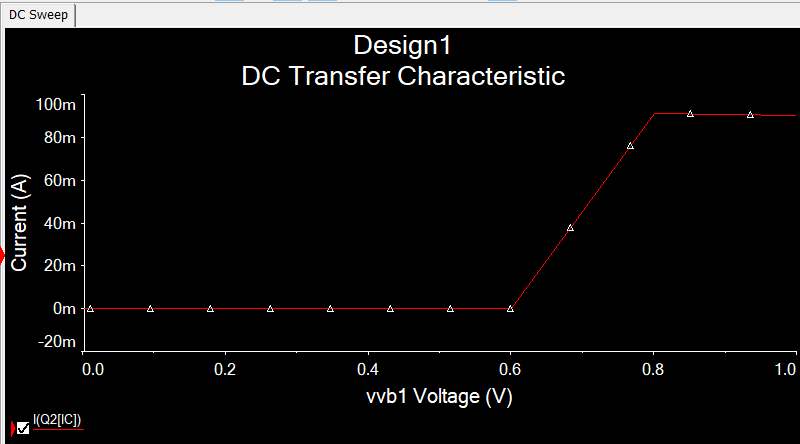 DC Sweep
Design1
DC Transfer Characteristic
100m
80m
60m
40m
20m
0m
-20m
Current (A)
0.0 0.2 0.4 0.6 0.8 1.0
vvb1 Voltage (V)
I(Q2[IC])